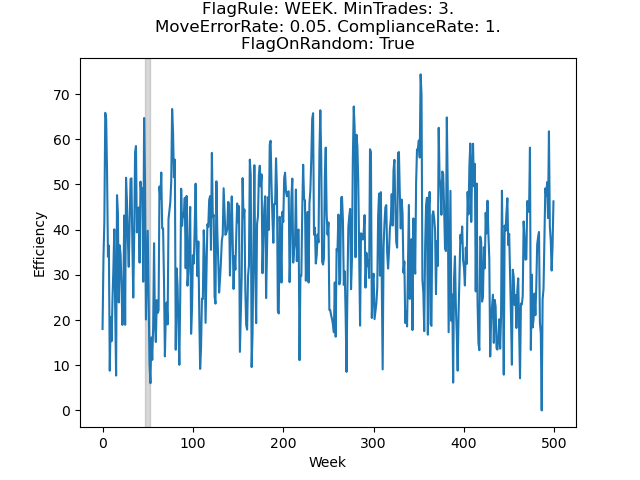 FlagRule: WEEK. MinTrades: 3.
MoveErrorRate: 0.05. ComplianceRate: 1.
FlagOnRandom: True
70
60
50
40
30
20
10
0
Efficiency
0 100 200 300 400 500
Week